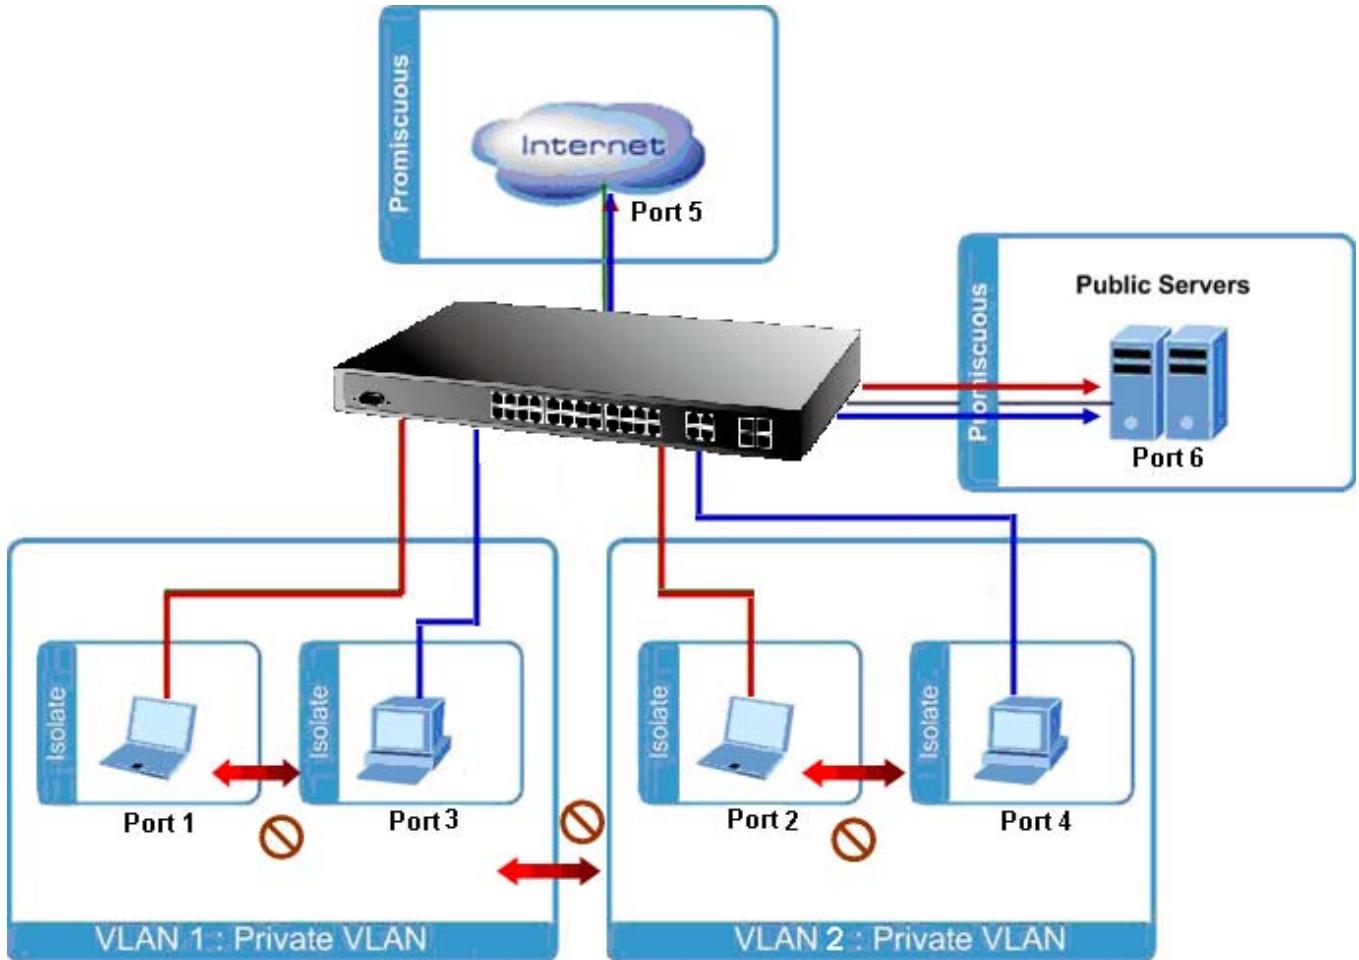 Promiscuous
Internet
Port 5
Promiscuous
Public Servers
Port 6
Isolate
Port 1
Isolate
Port 3
Isolate
Port 2
Isolate
Port 4
VLAN 1 : Private VLAN
VLAN 2 : Private VLAN